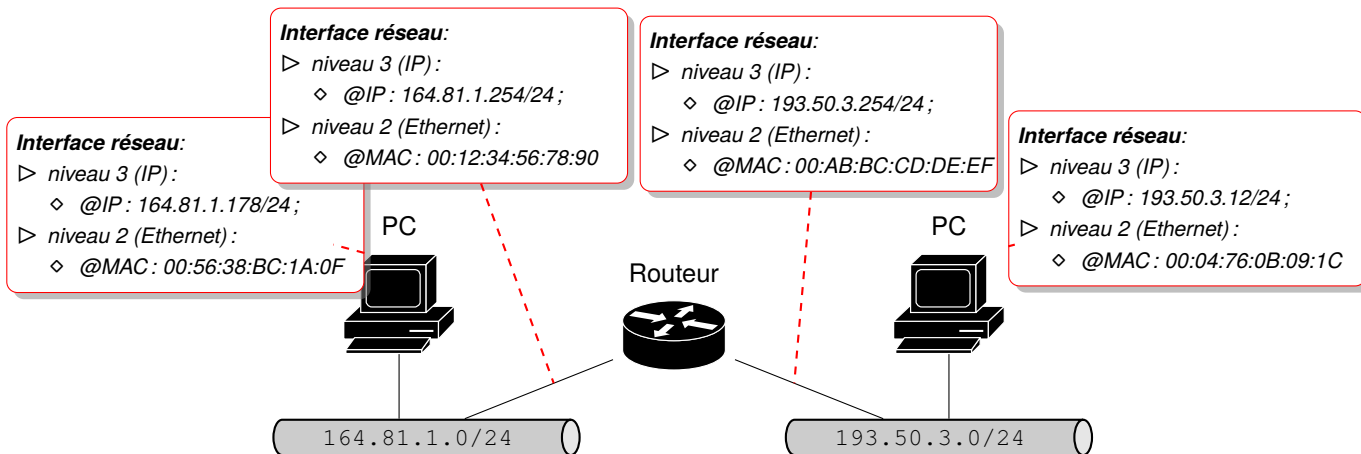 Interface réseau:
▷ niveau 3 (IP) :
◇ @IP : 164.81.1.178/24 ;
▷ niveau 2 (Ethernet) :
◇ @MAC : 00:56:38:BC:1A:0F
Interface réseau:
▷ niveau 3 (IP) :
◇ @IP : 164.81.1.254/24 ;
▷ niveau 2 (Ethernet) :
◇ @MAC : 00:12:34:56:78:90
Interface réseau:
▷ niveau 3 (IP) :
◇ @IP : 193.50.3.254/24 ;
▷ niveau 2 (Ethernet) :
◇ @MAC : 00:AB:BC:CD:DE:EF
Interface réseau:
▷ niveau 3 (IP) :
◇ @IP : 193.50.3.12/24 ;
▷ niveau 2 (Ethernet) :
◇ @MAC : 00:04:76:0B:09:1C
PC
Routeur
PC
164.81.1.0/24
193.50.3.0/24